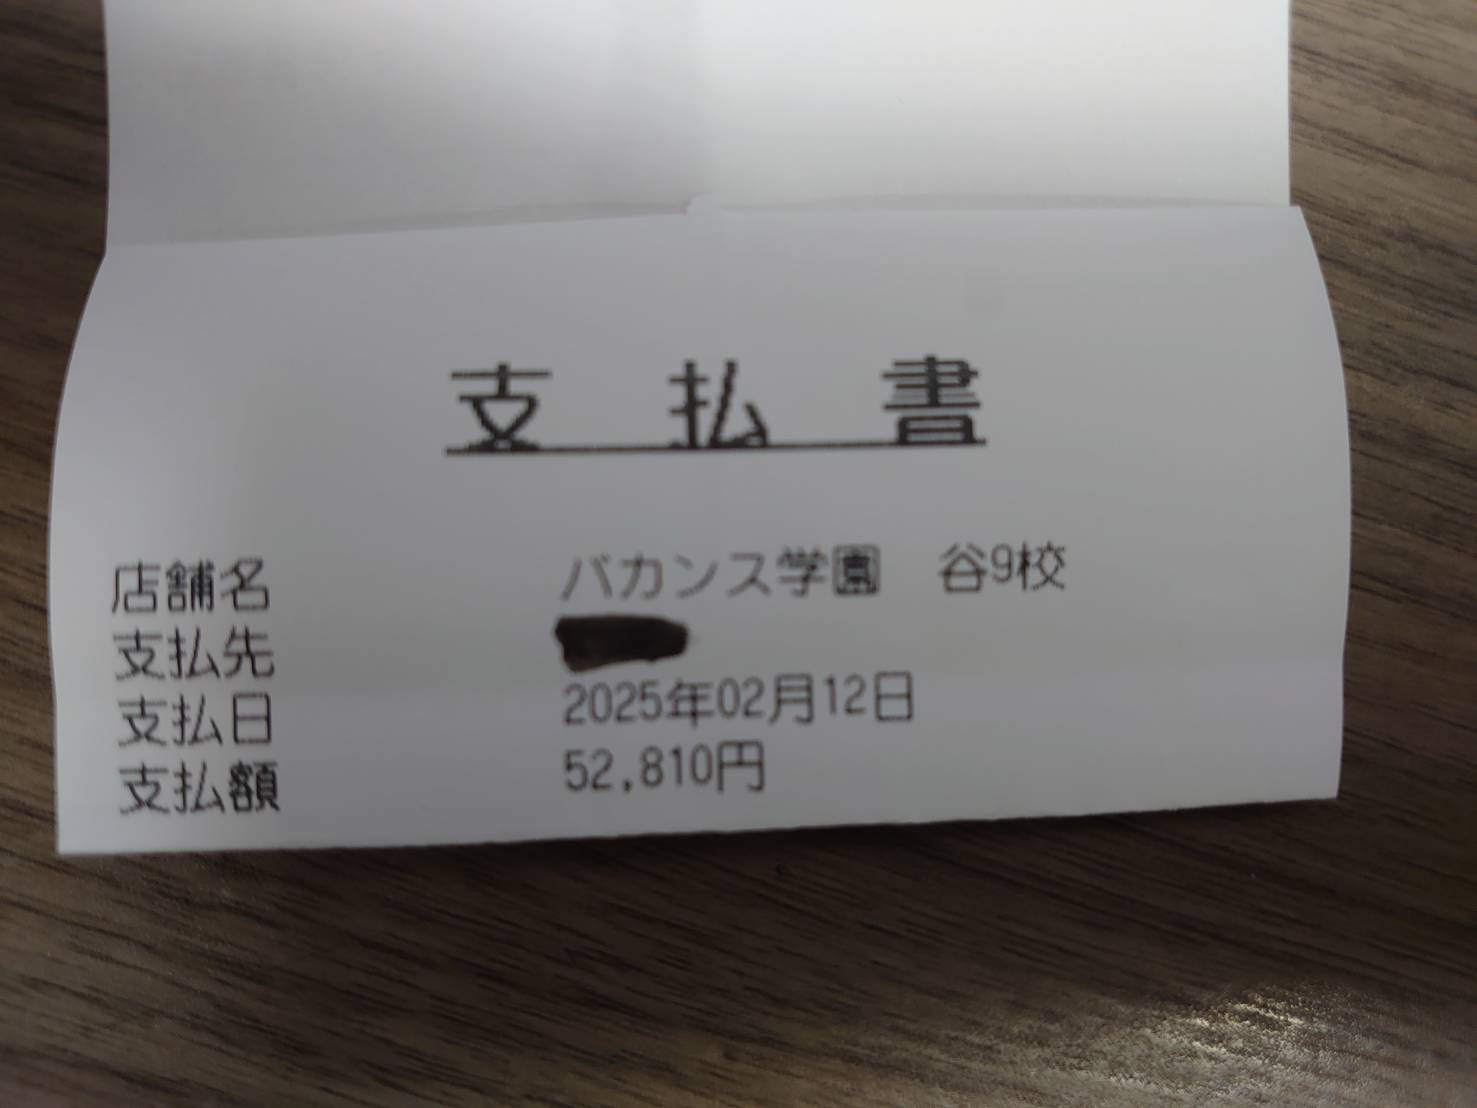 支払書
店舗名 バカンス学園 谷9校
支払先
支払日 2025年02月12日
支払額 52,810円